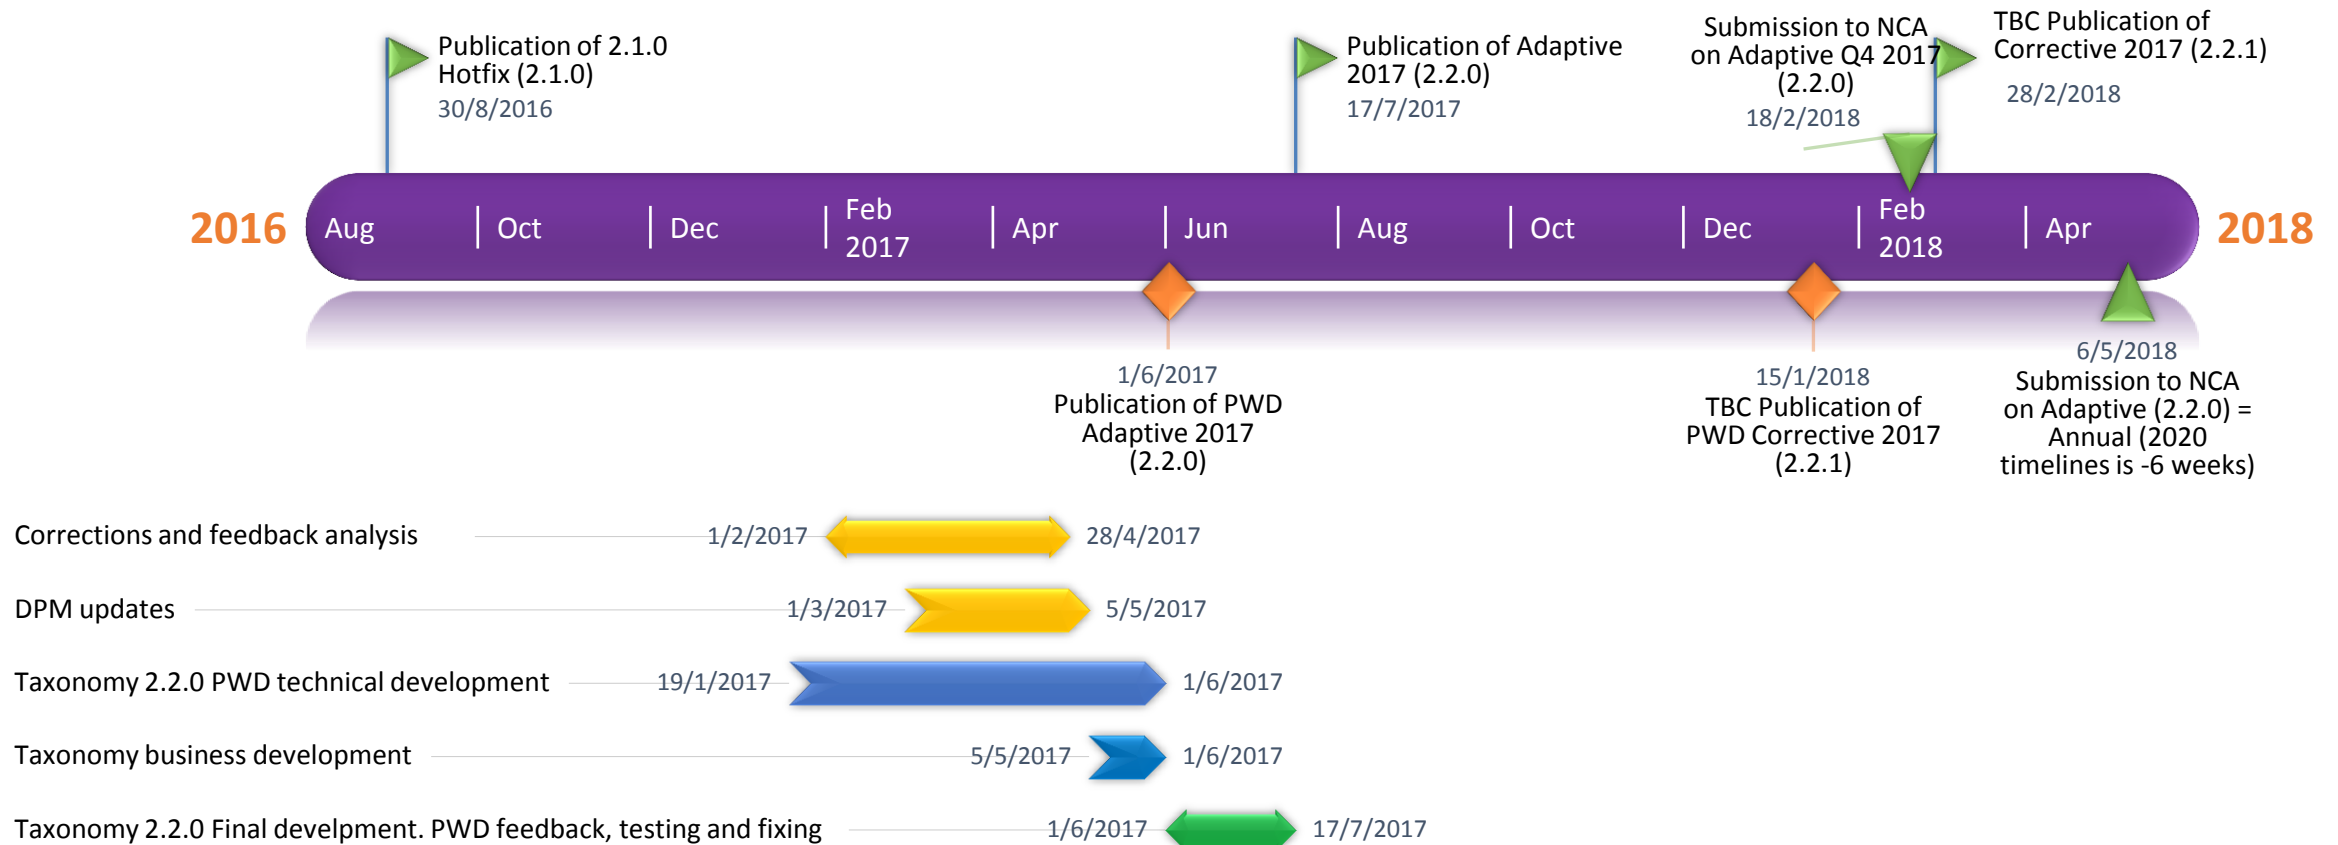 Publication of 2.1.0
Hotfix (2.1.0)
30/8/2016
Publication of Adaptive
2017 (2.2.0)
17/7/2017
Submission to NCA
on Adaptive Q4 2017
(2.2.0)
18/2/2018
TBC Publication of
Corrective 2017 (2.2.1)
28/2/2018
2016
Aug
Oct
Dec
Feb
2017
Apr
Jun
Aug
Oct
Dec
Feb
2018
Apr
2018
1/6/2017
Publication of PWD
Adaptive 2017
(2.2.0)
15/1/2018
TBC Publication of
PWD Corrective 2017
(2.2.1)
6/5/2018
Submission to NCA
on Adaptive (2.2.0) =
Annual (2020
timelines is -6 weeks)
Corrections and feedback analysis 1/2/2017 28/4/2017
DPM updates 1/3/2017 5/5/2017
Taxonomy 2.2.0 PWD technical development 19/1/2017 1/6/2017
Taxonomy business development 5/5/2017 1/6/2017
Taxonomy 2.2.0 Final develpment. PWD feedback, testing and fixing 1/6/2017 17/7/2017